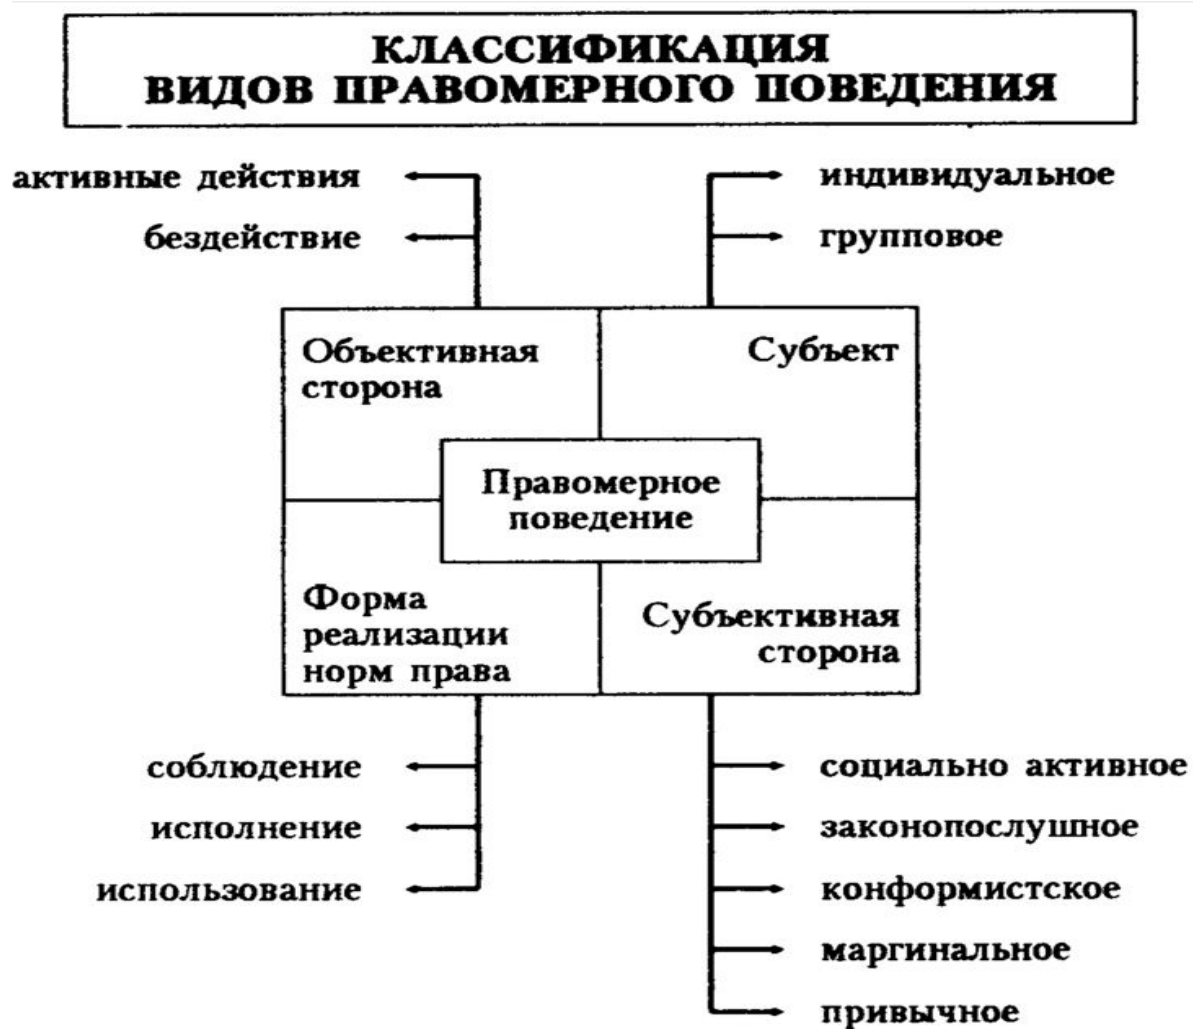 КЛАССИФИКАЦИЯ
ВИДОВ ПРАВОМЕРНОГО ПОВЕДЕНИЯ
активные действия
бездействие
индивидуальное
групповое
Объективная
сторона
Субъект
Правомерное
поведение
Форма
реализации
норм права
Субъективная
сторона
соблюдение
исполнение
использование
социально активное
законопослушное
конформистское
маргинальное
привычное